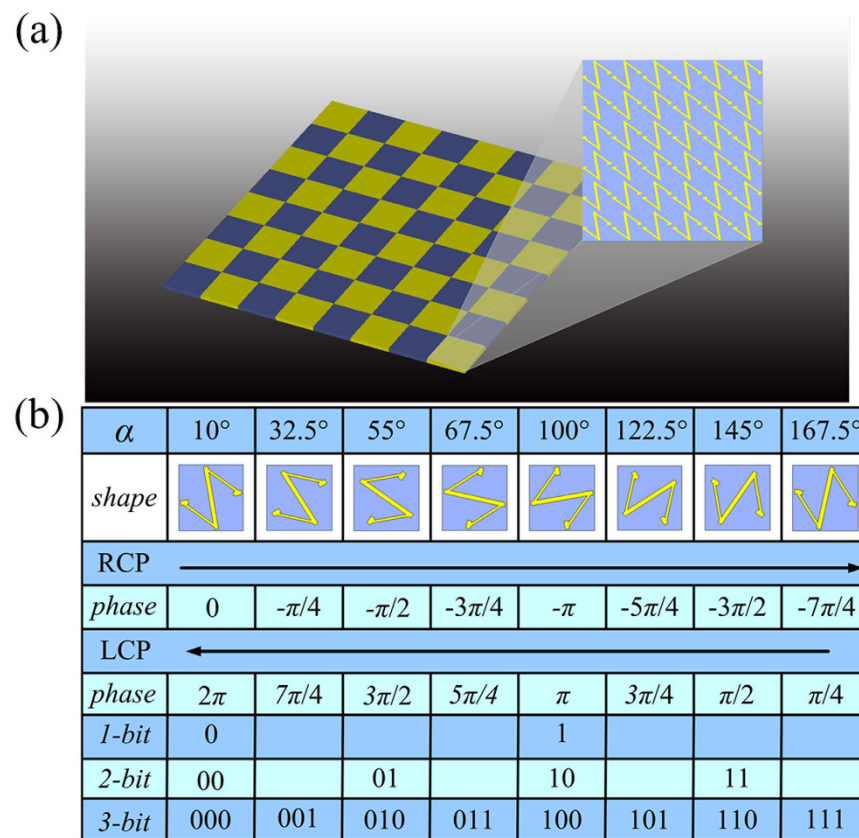 (a)
(b)
α 10° 32.5° 55° 67.5° 100° 122.5° 145° 167.5°
shape
RCP
phase 0 -π/4 -π/2 -3π/4 -π -5π/4 -3π/2 -7π/4
LCP
phase 2π 7π/4 3π/2 5π/4 π 3π/4 π/2 π/4
1-bit 0 1
2-bit 00 01 10 11
3-bit 000 001 010 011 100 101 110 111